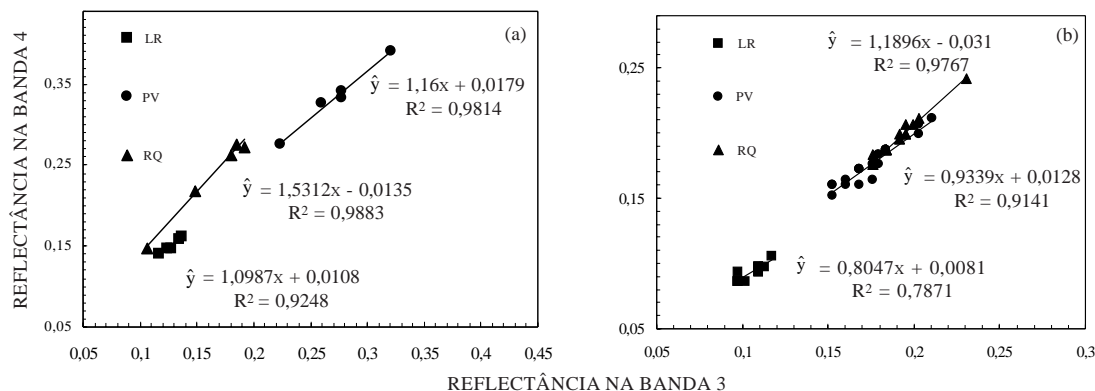 REFLECTÂNCIA NA BANDA 4
(a)
LR
PV
RQ
ŷ = 1,16x + 0,0179
R² = 0,9814
ŷ = 1,5312x - 0,0135
R² = 0,9883
ŷ = 1,0987x + 0,0108
R² = 0,9248
0,35
0,25
0,15
0,05
0,05 0,1 0,15 0,2 0,25 0,3 0,35 0,4 0,45
(b)
LR
PV
RQ
ŷ = 1,1896x - 0,031
R² = 0,9767
ŷ = 0,9339x + 0,0128
R² = 0,9141
ŷ = 0,8047x + 0,0081
R² = 0,7871
0,25
0,15
0,05
0,05 0,1 0,15 0,2 0,25 0,3
REFLECTÂNCIA NA BANDA 3